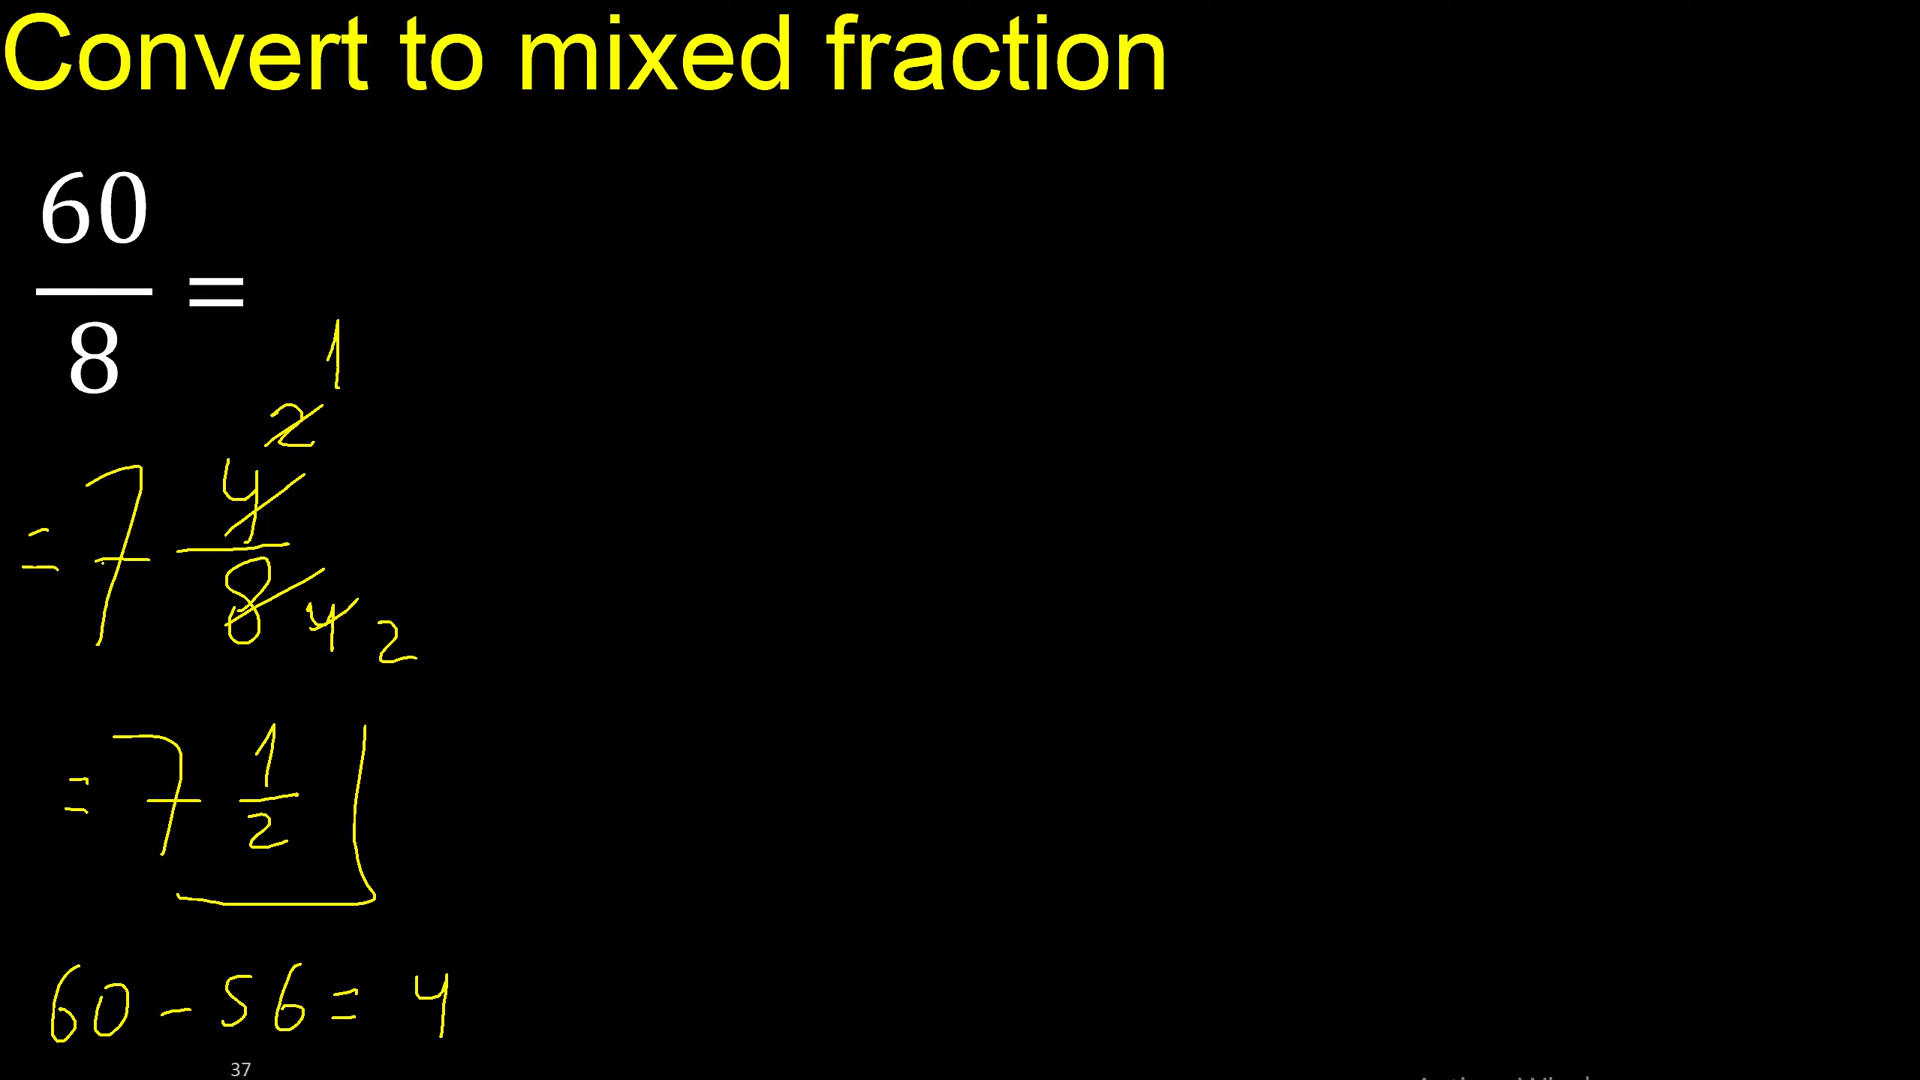 Convert to mixed fraction
60/8 =
1
2
= 7 4/8 4 2
= 7 1/2
60 - 56 = 4
37